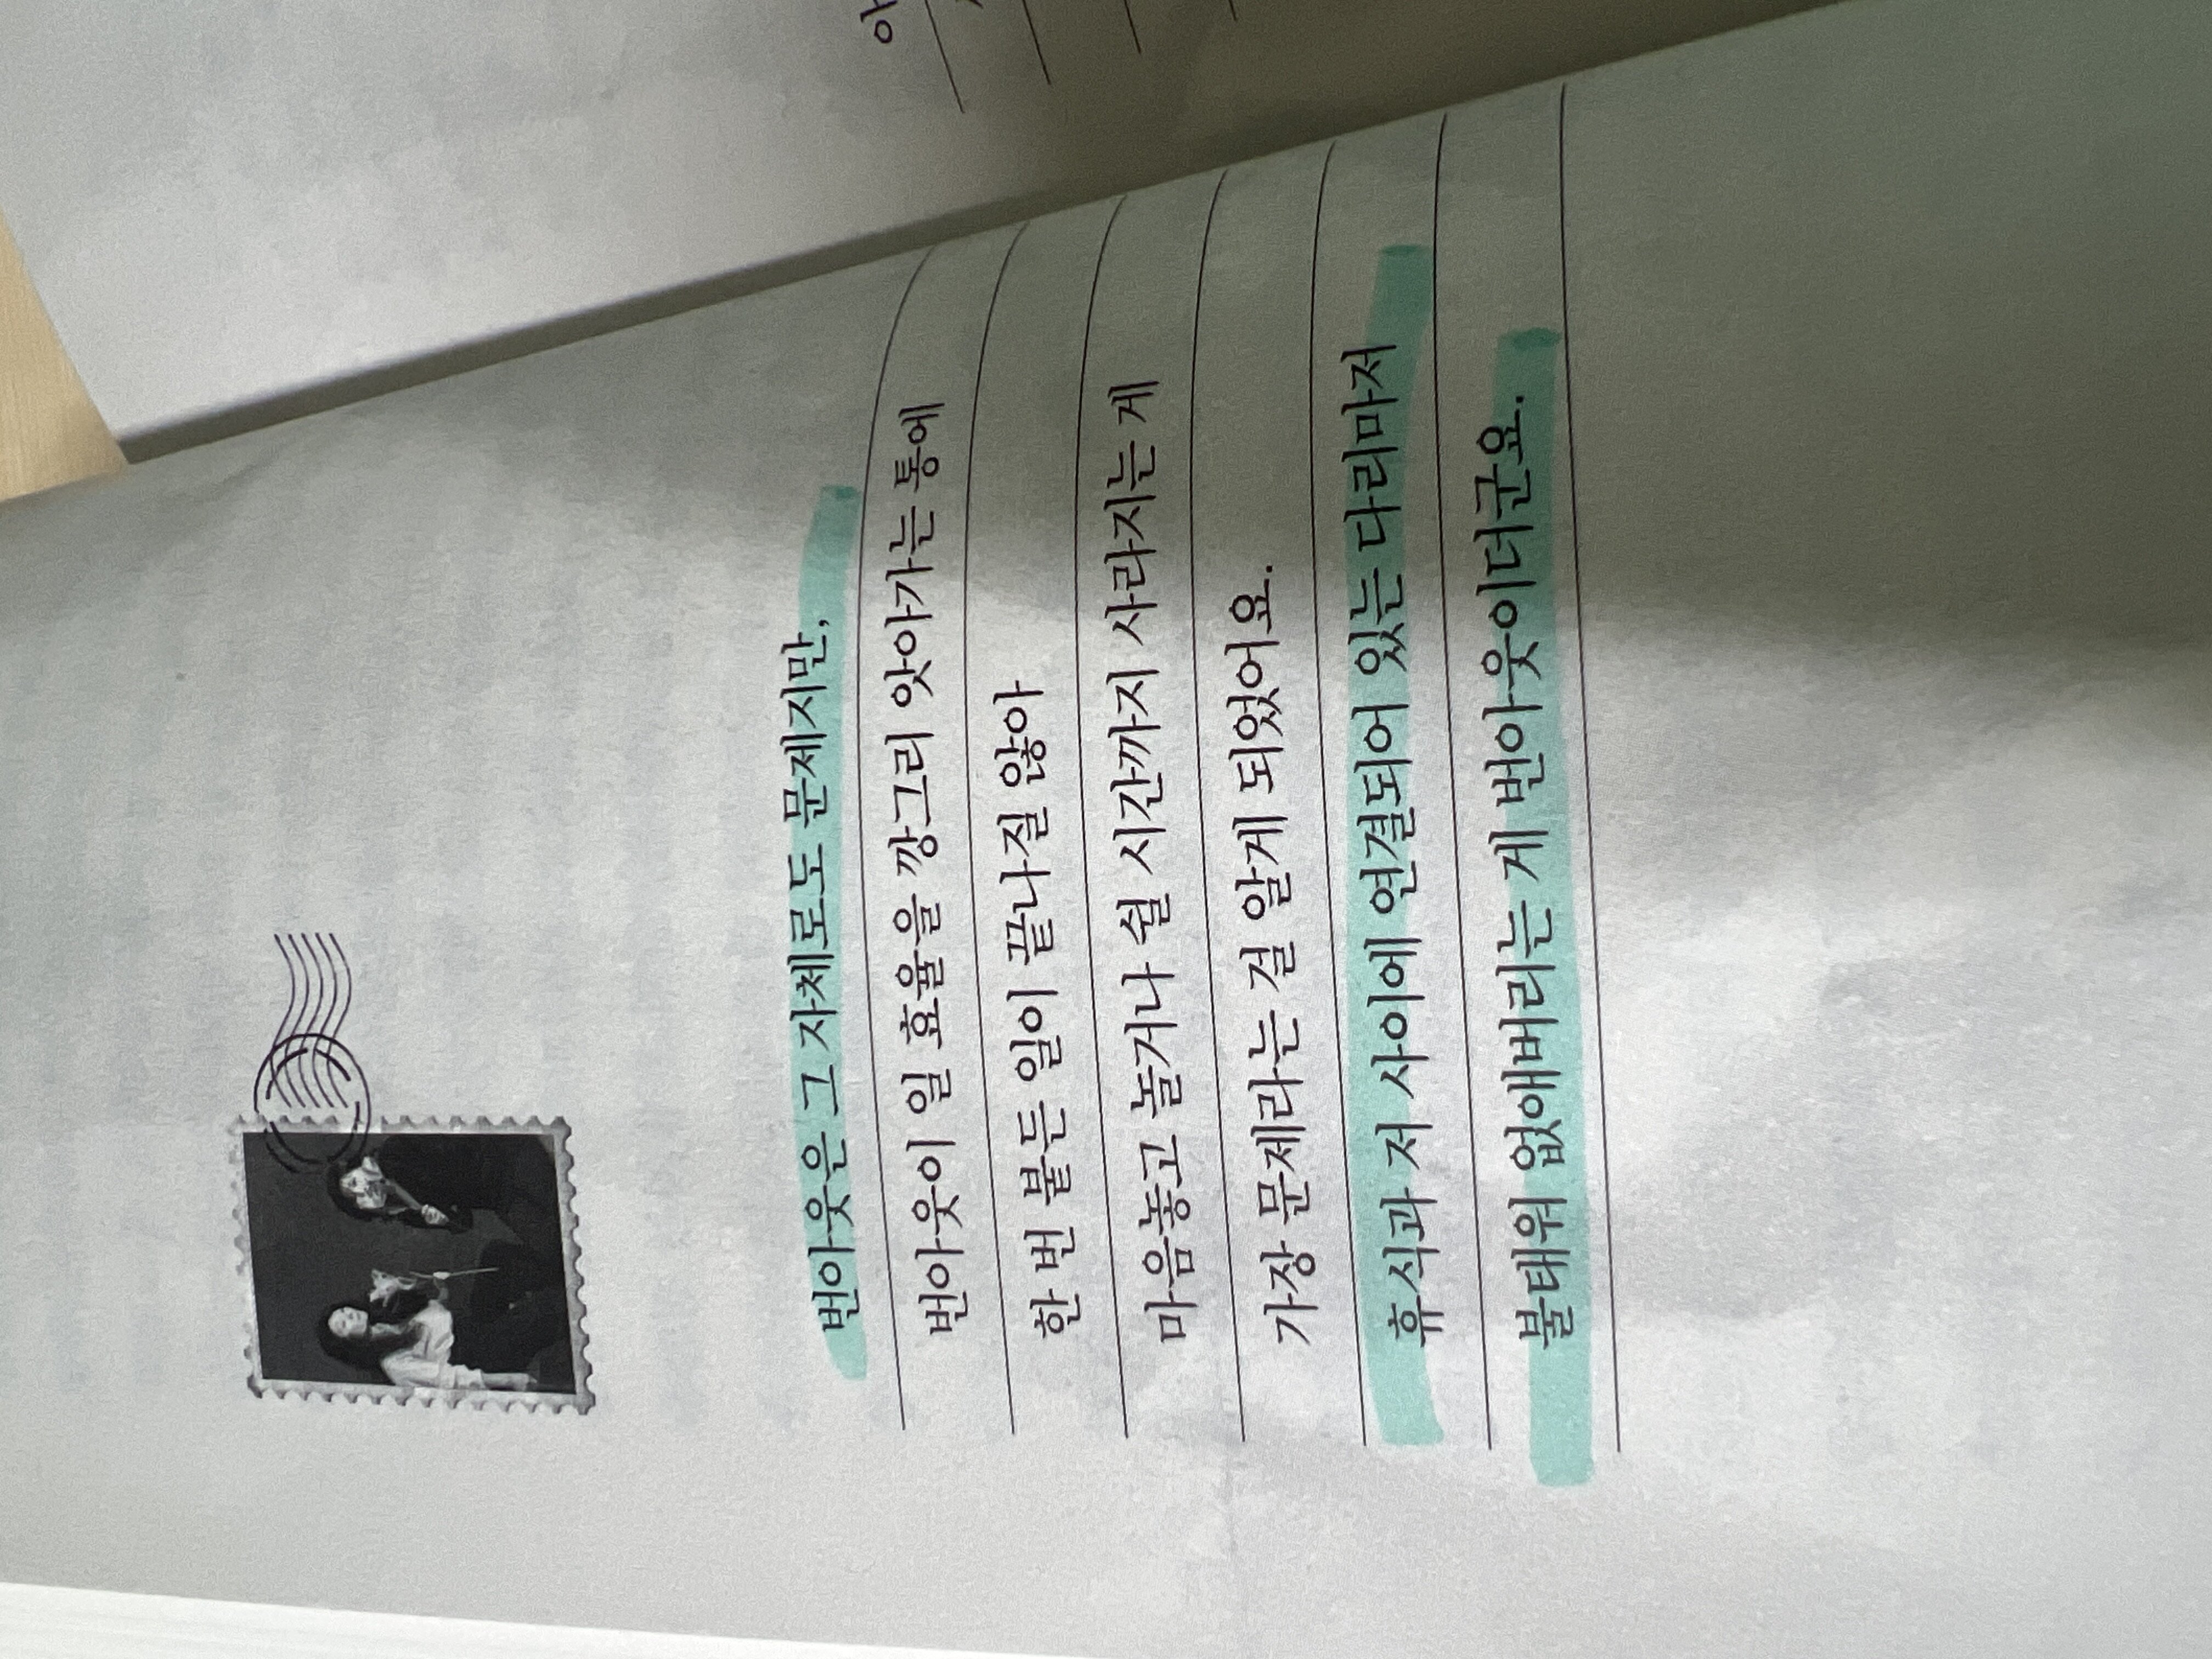 번아웃은 그 자체로도 문제지만,
번아웃이 일 효율을 깡그리 앗아가는 통에
한 번 붙든 일이 끝나질 않아
마음놓고 놀거나 쉴 시간까지 사라지는 게
가장 문제라는 걸 알게 되었어요.
휴식과 저 사이에 연결되어 있는 다리마저
불태워 없애버리는 게 번아웃이더군요.